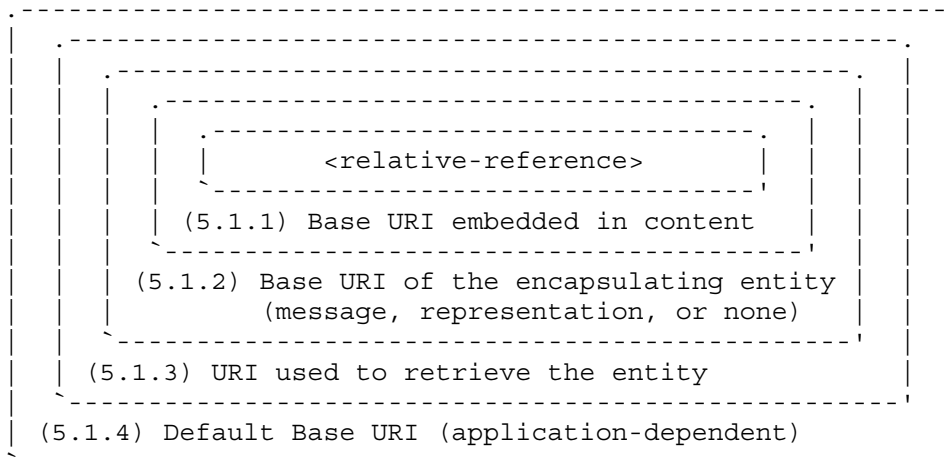 <relative-reference>
(5.1.1) Base URI embedded in content
(5.1.2) Base URI of the encapsulating entity
(message, representation, or none)
(5.1.3) URI used to retrieve the entity
(5.1.4) Default Base URI (application-dependent)